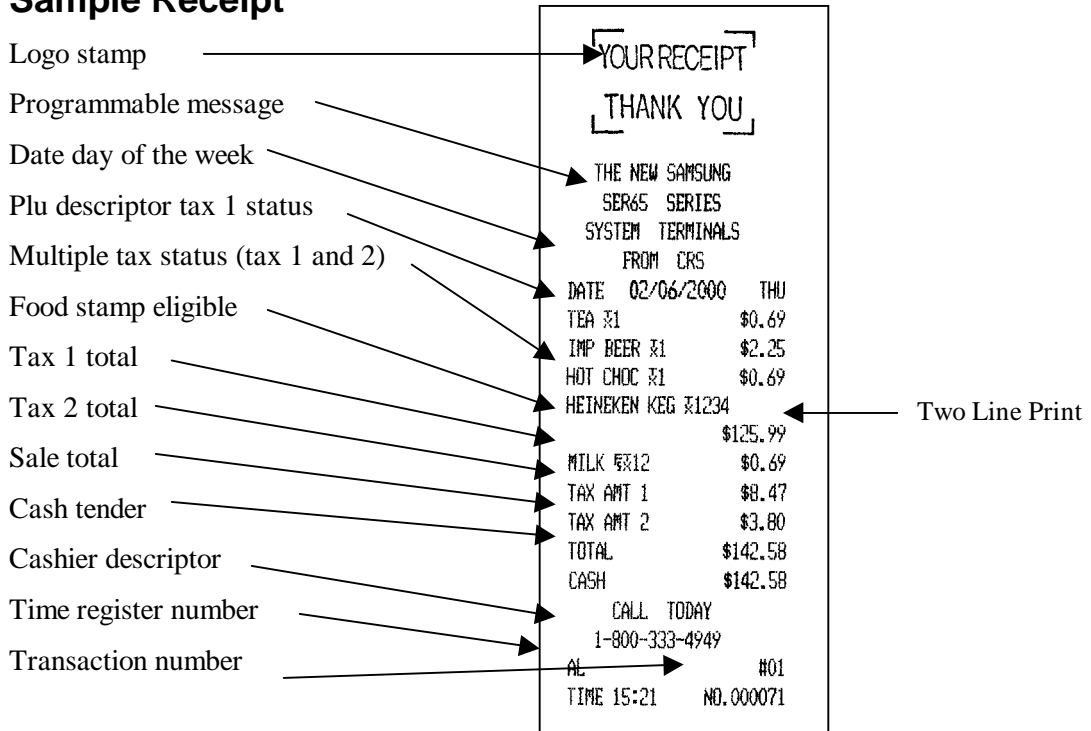 Sample Receipt
Logo stamp
Programmable message
Date day of the week
Plu descriptor tax 1 status
Multiple tax status (tax 1 and 2)
Food stamp eligible
Tax 1 total
Tax 2 total
Sale total
Cash tender
Cashier descriptor
Time register number
Transaction number
YOUR RECEIPT
THANK YOU
THE NEW SAMSUNG
SER65 SERIES
SYSTEM TERMINALS
FROM CRS
DATE 02/06/2000 THU
TEA 1 $0.69
IMP BEER 1 $2.25
HOT CHOC 1 $0.69
HEINEKEN KEG 1234
$125.99
MILK 12 $0.69
TAX AMT 1 $8.47
TAX AMT 2 $3.80
TOTAL $142.58
CASH $142.58
CALL TODAY
1-800-333-4949
AL #01
TIME 15:21 NO.000071
Two Line Print